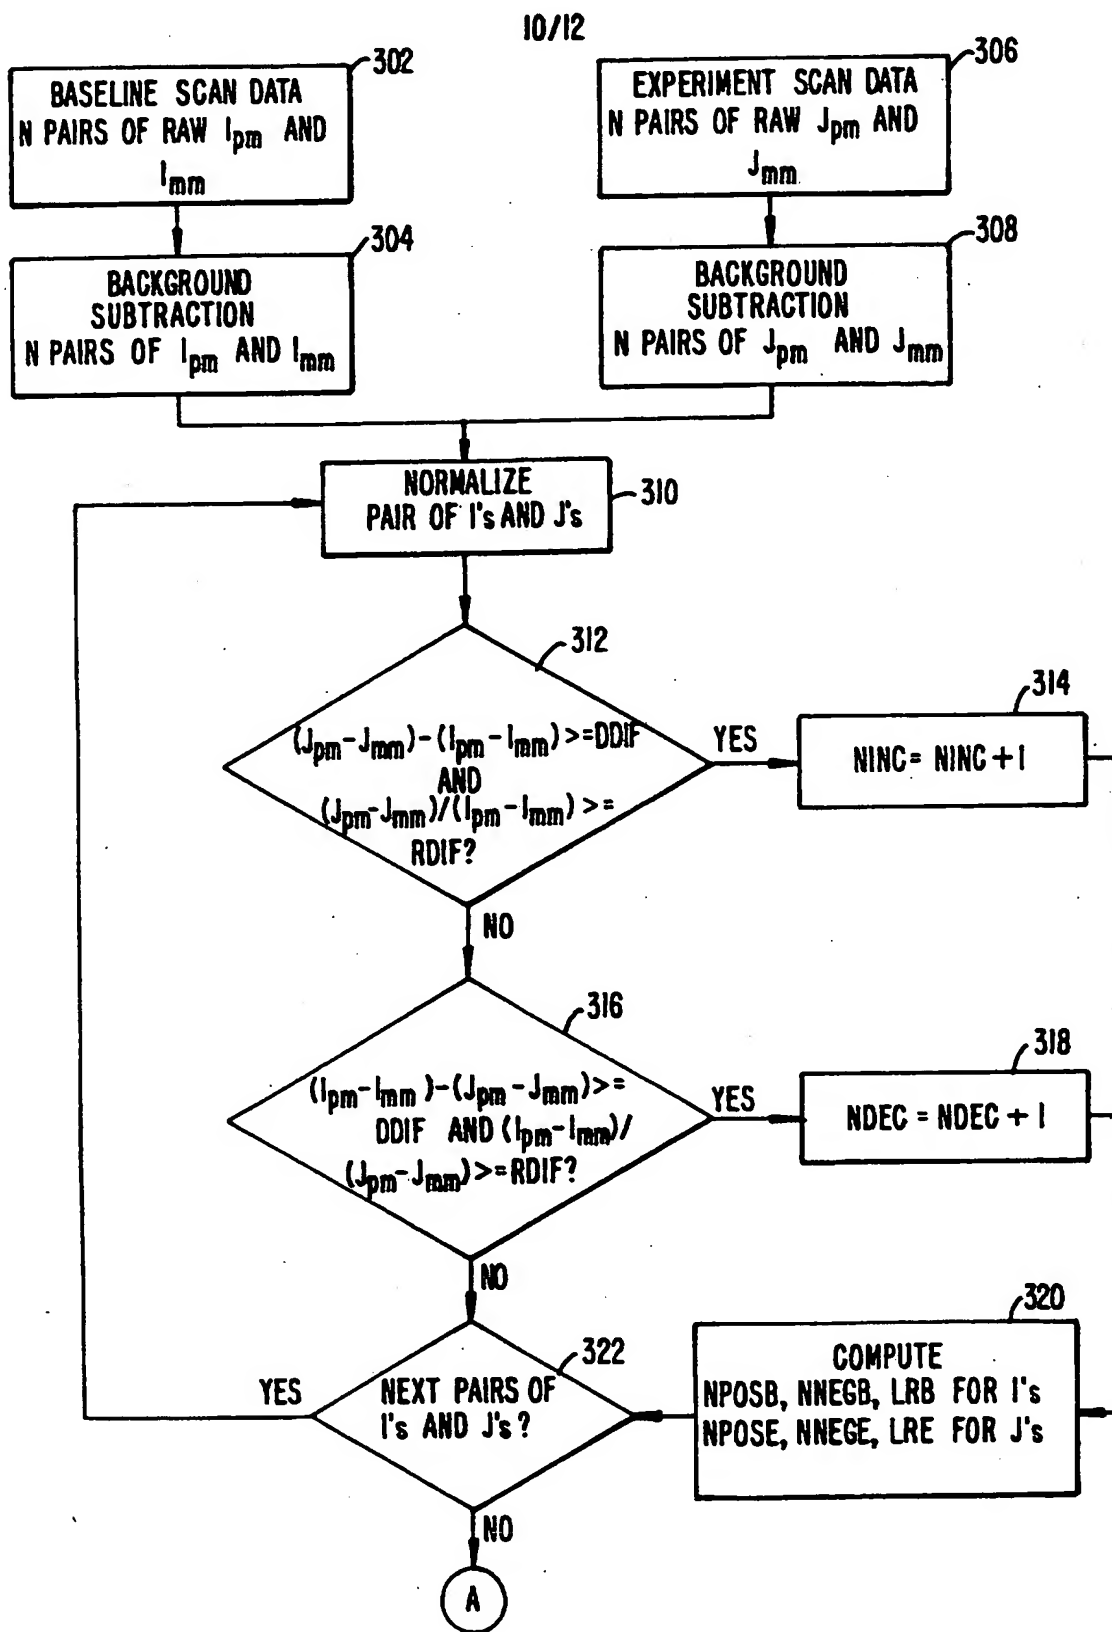 10/12
302
BASELINE SCAN DATA
N PAIRS OF RAW Ipm AND
Imm
306
EXPERIMENT SCAN DATA
N PAIRS OF RAW Jpm AND
Jmm
304
BACKGROUND
SUBTRACTION
N PAIRS OF Ipm AND Imm
308
BACKGROUND
SUBTRACTION
N PAIRS OF Jpm AND Jmm
NORMALIZE
PAIR OF I's AND J's
310
312
(Jpm-Jmm)-(Ipm-Imm) >=DDIF
AND
(Jpm-Jmm)/(Ipm-Imm) >=
RDIF?
YES
314
NINC= NINC + 1
NO
316
(Ipm-Imm)-(Jpm-Jmm)>=
DDIF AND (Ipm-Imm)/
(Jpm-Jmm)>=RDIF?
YES
318
NDEC = NDEC + 1
NO
320
COMPUTE
NPOSB, NNEGB, LRB FOR I's
NPOSE, NNEGE, LRE FOR J's
322
YES
NEXT PAIRS OF
I's AND J's?
NO
A